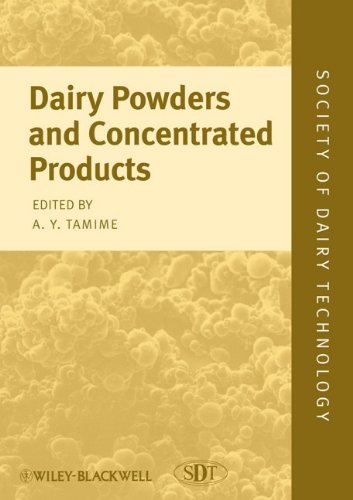 Dairy Powders
and Concentrated
Products
EDITED BY
A. Y. TAMIME
SOCIETY OF DAIRY TECHNOLOGY
WILEY-BLACKWELL
SDT